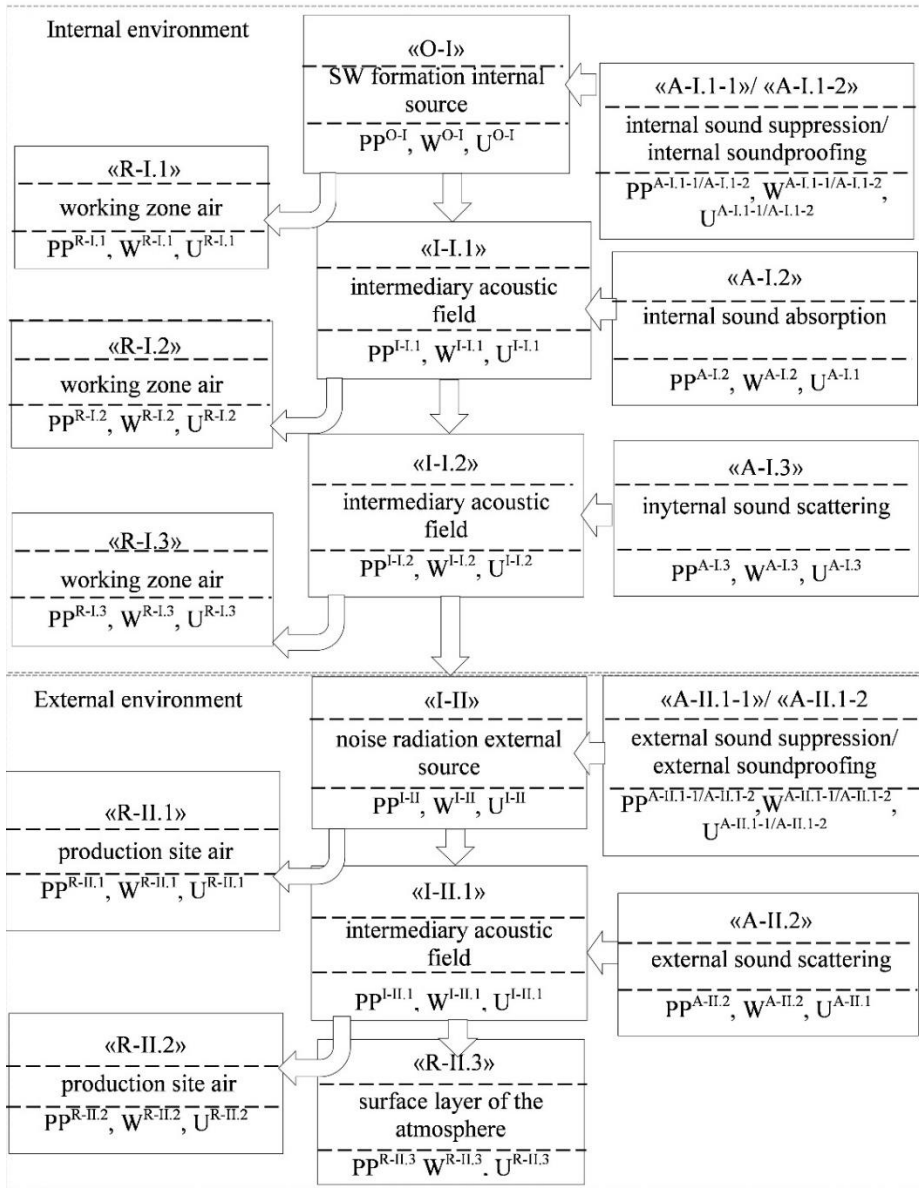 Internal environment
«O-I»
SW formation internal
source
PP^O-I, W^O-I, U^O-I
«A-I.1-1»/ «A-I.1-2»
internal sound suppression/
internal soundproofing
PP^A-I.1-1/A-I.1-2, W^A-I.1-1/A-I.1-2,
U^A-I.1-1/A-I.1-2
«R-I.1»
working zone air
PP^R-I.1, W^R-I.1, U^R-I.1
«I-I.1»
intermediary acoustic
field
PP^I-I.1, W^I-I.1, U^I-I.1
«A-I.2»
internal sound absorption
PP^A-I.2, W^A-I.2, U^A-I.1
«R-I.2»
working zone air
PP^R-I.2, W^R-I.2, U^R-I.2
«I-I.2»
intermediary acoustic
field
PP^I-I.2, W^I-I.2, U^I-I.2
«A-I.3»
inyternal sound scattering
PP^A-I.3, W^A-I.3, U^A-I.3
«R-I.3»
working zone air
PP^R-I.3, W^R-I.3, U^R-I.3
External environment
«I-II»
noise radiation external
source
PP^I-II, W^I-II, U^I-II
«A-II.1-1»/ «A-II.1-2
external sound suppression/
external soundproofing
PP^A-II.1-1/A-II.1-2,W^A-II.1-1/A-II.1-2,
U^A-II.1-1/A-II.1-2
«R-II.1»
production site air
PP^R-II.1, W^R-II.1, U^R-II.1
«I-II.1»
intermediary acoustic
field
PP^I-II.1, W^I-II.1, U^I-II.1
«A-II.2»
external sound scattering
PP^A-II.2, W^A-II.2, U^A-II.1
«R-II.2»
production site air
PP^R-II.2, W^R-II.2, U^R-II.2
«R-II.3»
surface layer of the
atmosphere
PP^R-II.3 W^R-II.3. U^R-II.3